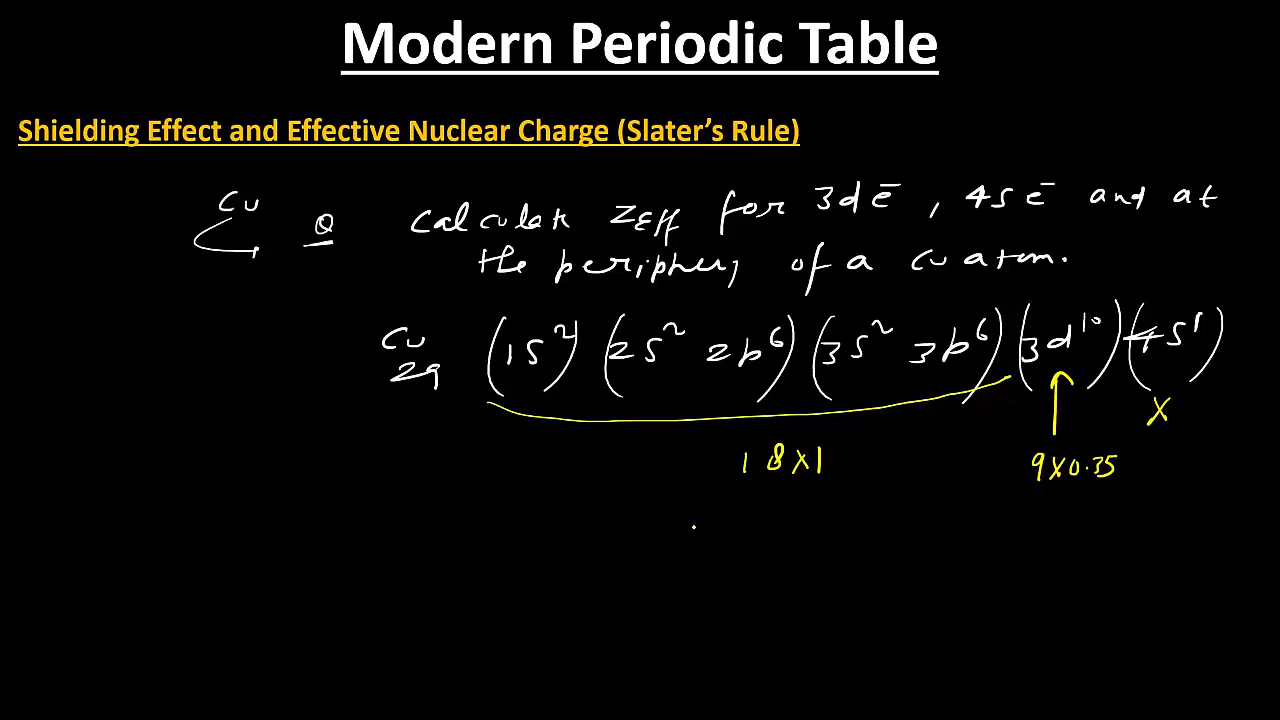 Modern Periodic Table
Shielding Effect and Effective Nuclear Charge (Slater's Rule)
Cu
Q Calculate Zeff for 3d e⁻, 4s e⁻ and at
the periphery of a Cu atom.
Cu 29 (1s²) (2s² 2p⁶) (3s² 3p⁶) (3d¹⁰) (4s¹)
18×1 9×0.35 ×